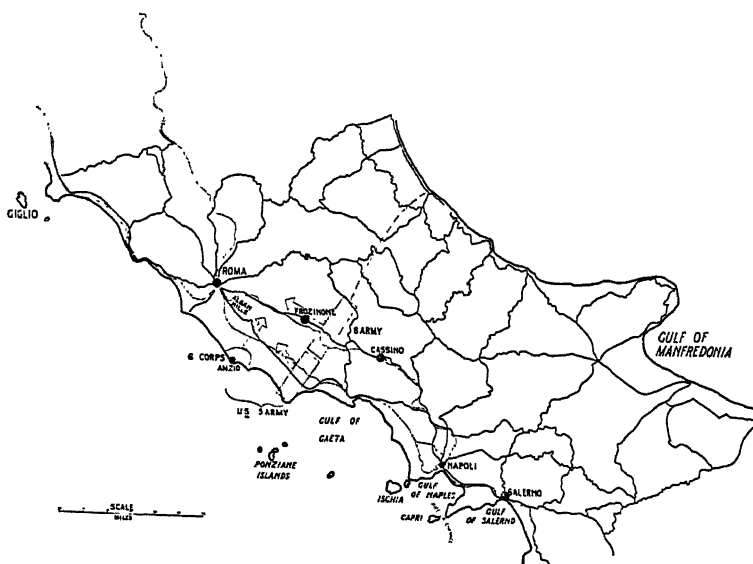 GIGLIO
ROMA
ALBAN
HILLS
FROZINONE
8 ARMY
6 CORPS
ANZIO
CASSINO
GULF OF
MANFREDONIA
US 5 ARMY
GULF OF
GAETA
PONZIANE
ISLANDS
NAPOLI
ISCHIA
GULF
OF NAPLES
SALERNO
CAPRI
GULF
OF SALERNO
SCALE
MILES